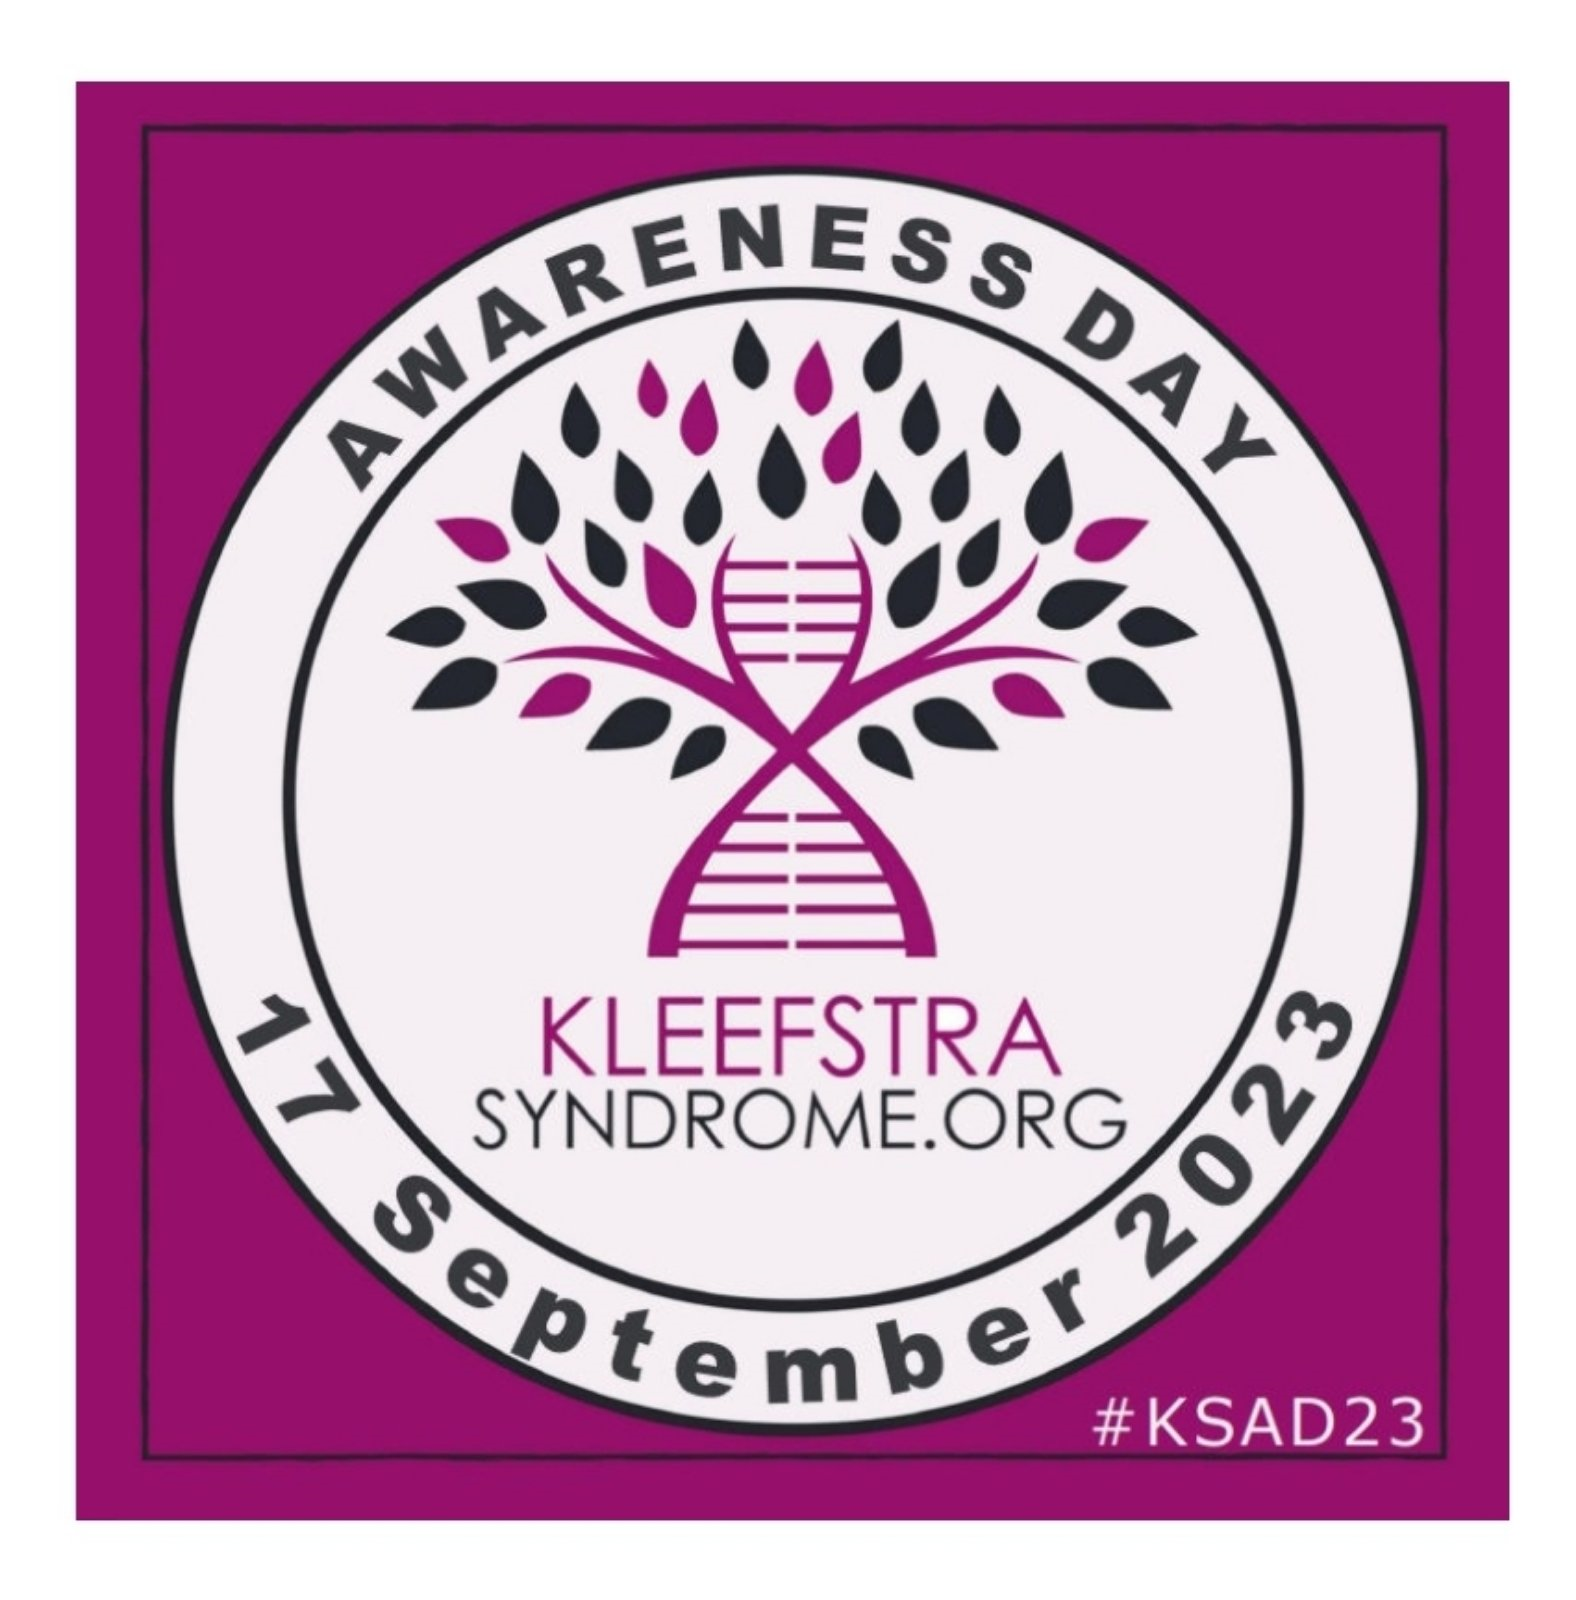 AWARENESS DAY
KLEEFSTRA
SYNDROME.ORG
17 September 2023
#KSAD23